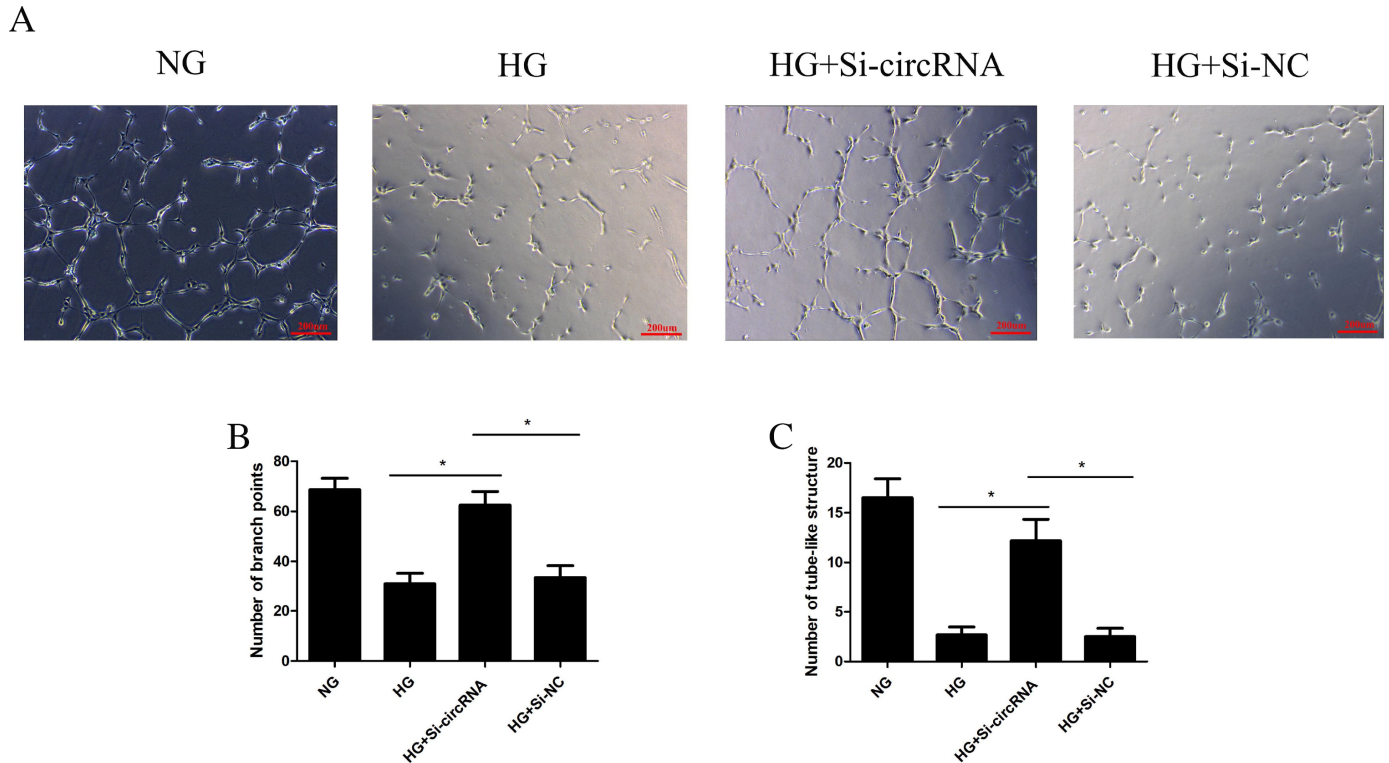 A
NG
HG
HG+Si-circRNA
HG+Si-NC
200um
200um
200um
200um
B
*
*
Number of branch points
80
60
40
20
0
NG
HG
HG+Si-circRNA
HG+Si-NC
C
*
*
Number of tube-like structure
20
15
10
5
0
NG
HG
HG+Si-circRNA
HG+Si-NC